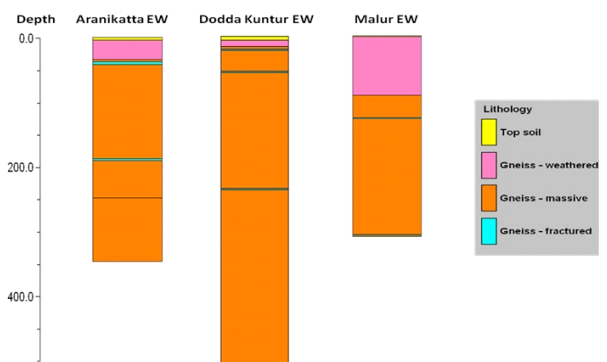 Depth Aranikatta EW Dodda Kuntur EW Malur EW
0.0
200.0
400.0
Lithology
Top soil
Gneiss - weathered
Gneiss - massive
Gneiss - fractured